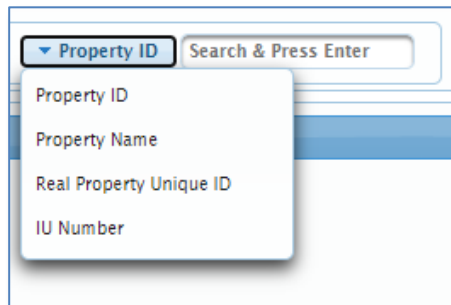 Property ID Search & Press Enter
Property ID
Property Name
Real Property Unique ID
IU Number